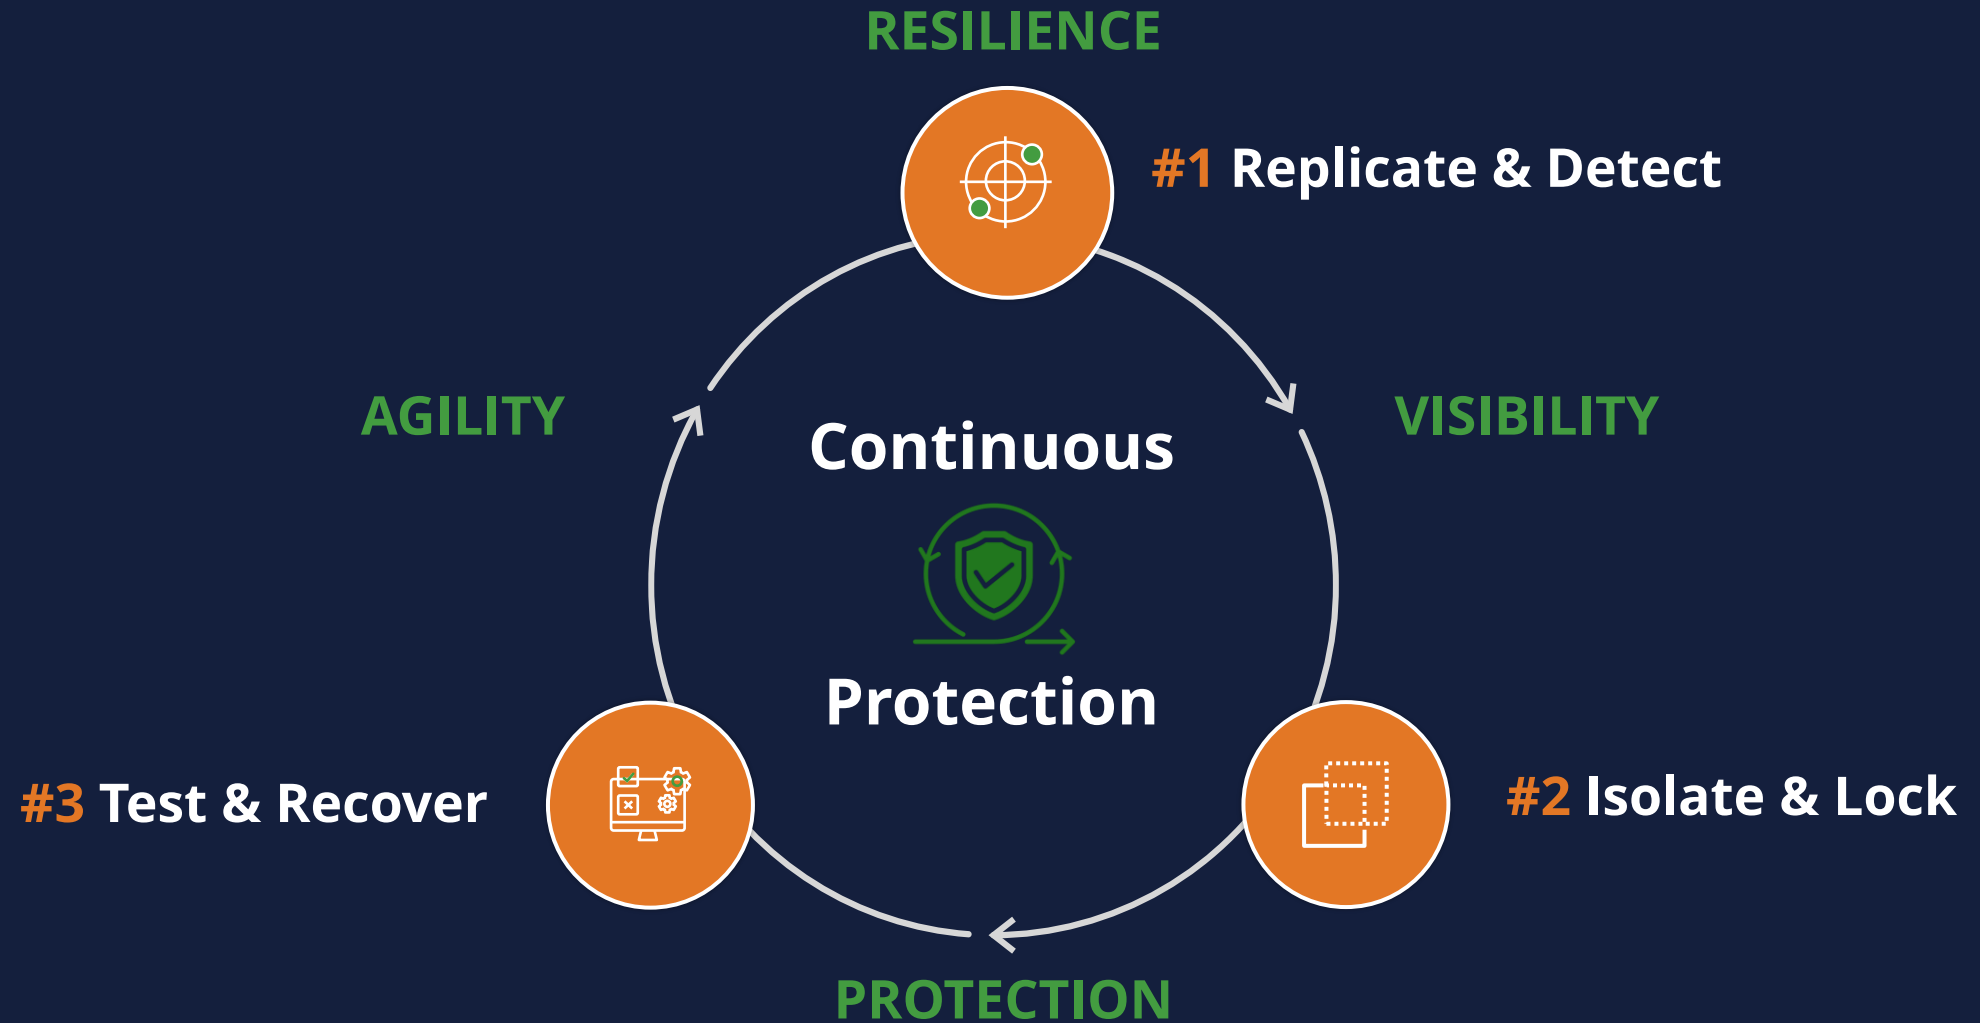 RESILIENCE
#1 Replicate & Detect
AGILITY
VISIBILITY
Continuous
Protection
#3 Test & Recover
#2 Isolate & Lock
PROTECTION